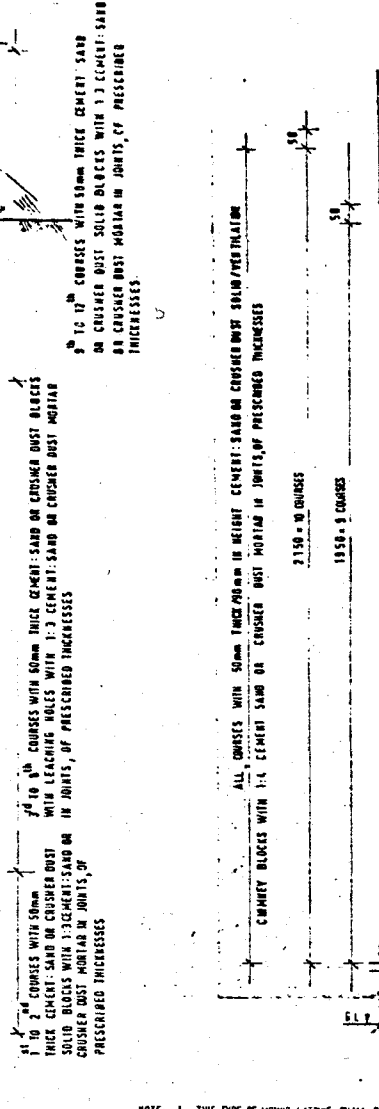 9th TO 12th COURSES WITH 50mm THICK CEMENT: SAND
OR CRUSHER DUST SOLID BLOCKS WITH 1:3 CEMENT: SAND
OR CRUSHER DUST MORTAR IN JOINTS, OF PRESCRIBED
THICKNESSES
3rd TO 8th COURSES WITH 50mm THICK CEMENT: SAND OR CRUSHER DUST BLOCKS
WITH LEACHING HOLES WITH 1:3 CEMENT: SAND OR CRUSHER DUST MORTAR
IN JOINTS, OF PRESCRIBED THICKNESSES
1st TO 2nd COURSES WITH 50mm
THICK CEMENT: SAND OR CRUSHER DUST
SOLID BLOCKS WITH 1:3 CEMENT: SAND OR
CRUSHER DUST MORTAR IN JOINTS, OF
PRESCRIBED THICKNESSES
ALL COURSES WITH 50mm THICK/90mm IN HEIGHT CEMENT: SAND OR CRUSHER DUST SOLID/VENTILATOR
CHIMNEY BLOCKS WITH 1:4 CEMENT SAND OR CRUSHER DUST MORTAR IN JOINTS, OF PRESCRIBED THICKNESSES
2150 = 10 COURSES
50
1950 = 9 COURSES
50